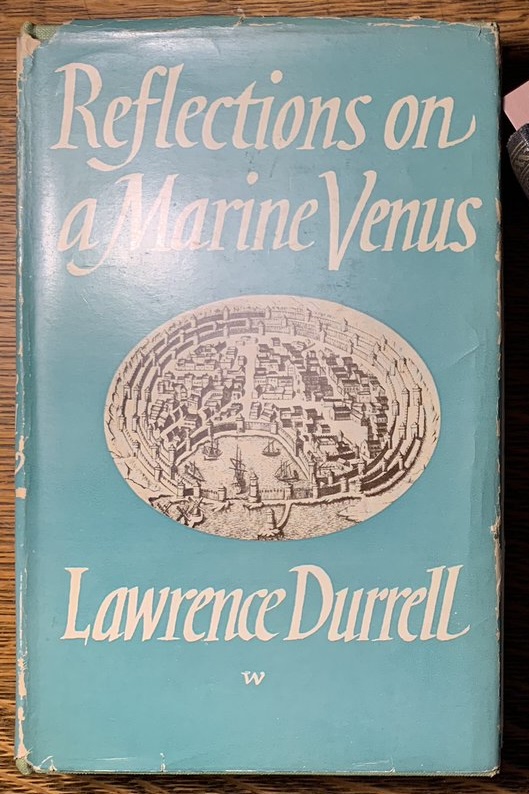 Reflections on
a Marine Venus
Lawrence Durrell
w